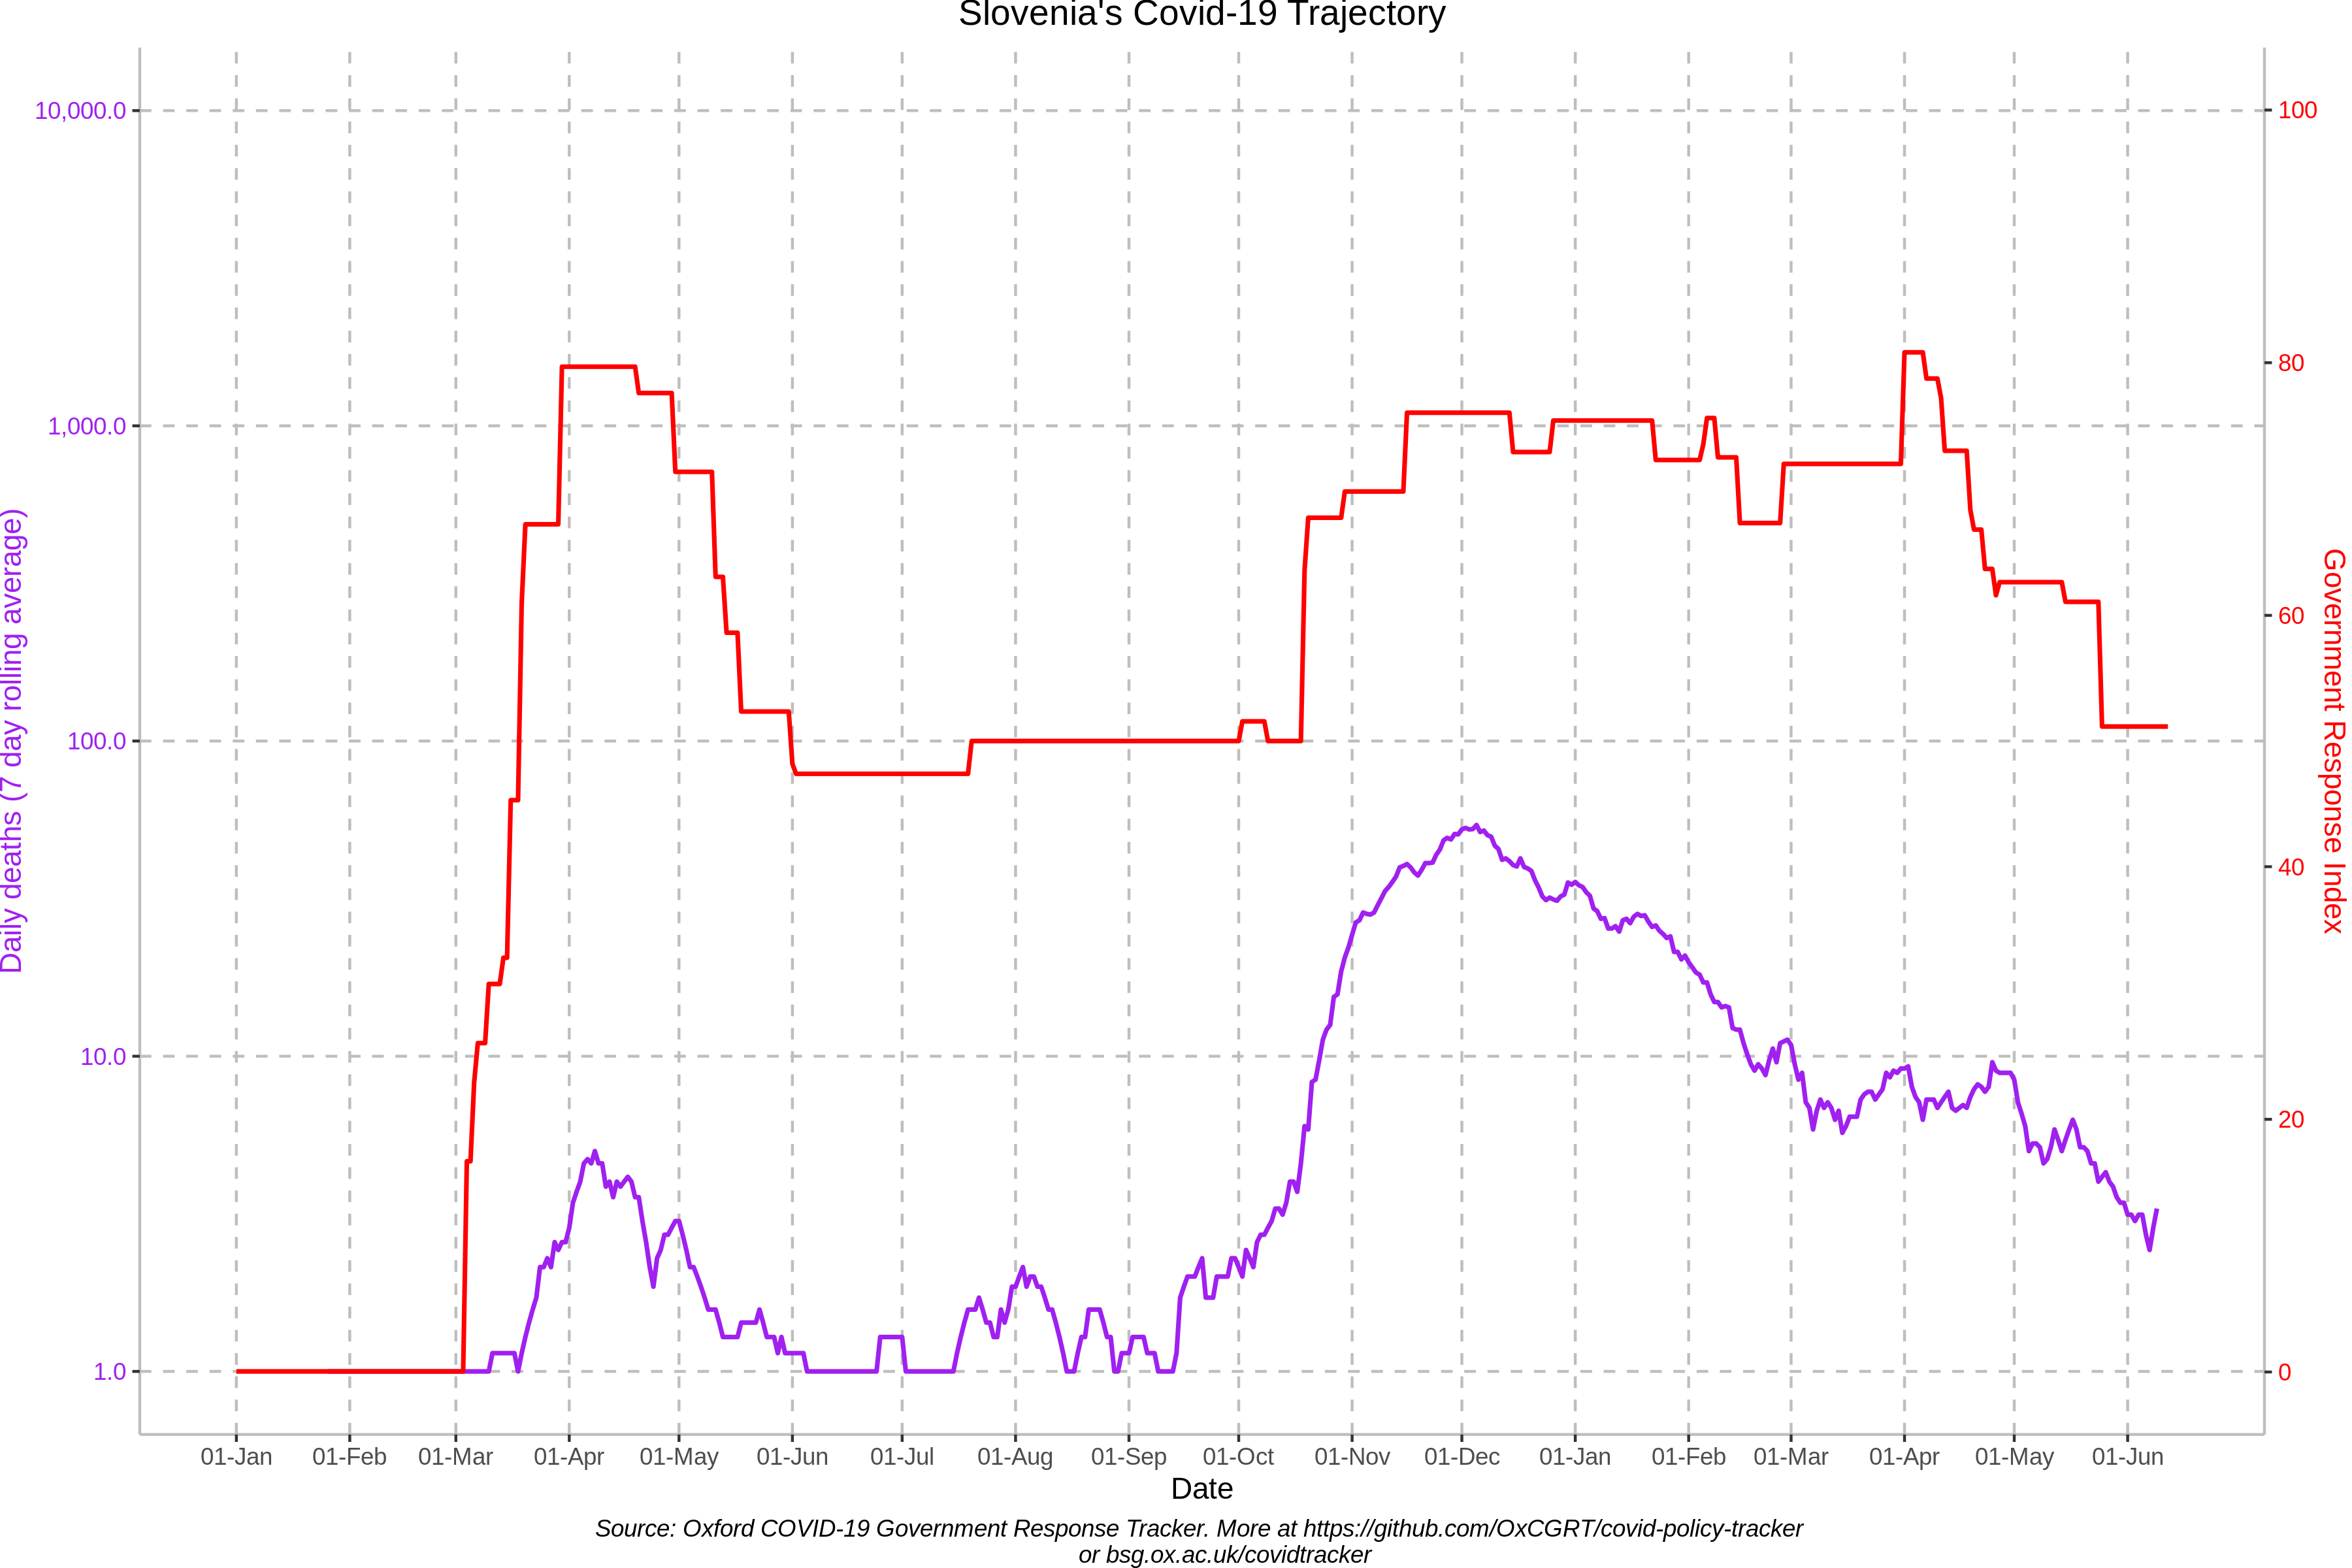 Slovenia's Covid-19 Trajectory
Daily deaths (7 day rolling average)
10,000.0
1,000.0
100.0
10.0
1.0
100
80
60
40
20
0
Government Response Index
01-Jan 01-Feb 01-Mar 01-Apr 01-May 01-Jun 01-Jul 01-Aug 01-Sep 01-Oct 01-Nov 01-Dec 01-Jan 01-Feb 01-Mar 01-Apr 01-May 01-Jun
Date
Source: Oxford COVID-19 Government Response Tracker. More at https://github.com/OxCGRT/covid-policy-tracker
or bsg.ox.ac.uk/covidtracker